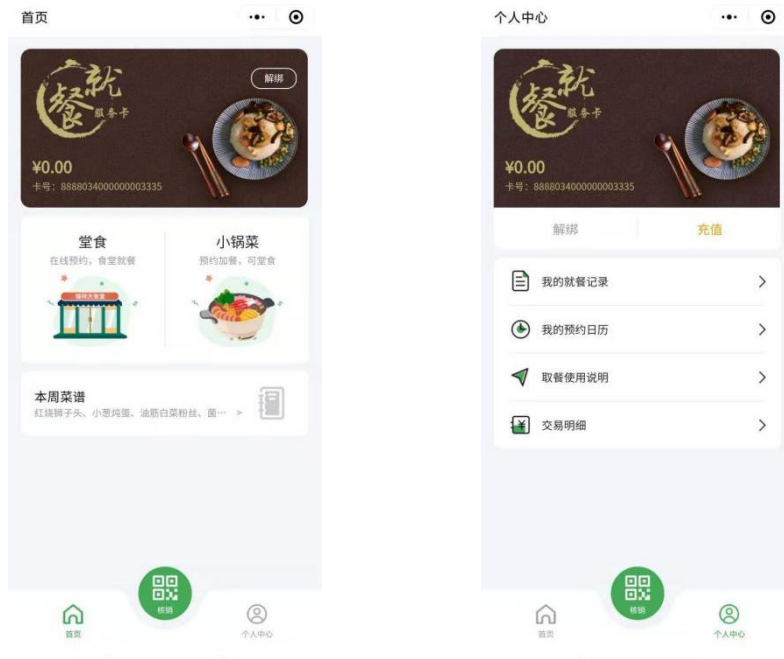 首页
就餐
服务卡
解绑
¥0.00
卡号：8888034000000003335
堂食
在线预约，食堂就餐
小锅菜
预约加餐，可堂食
本周菜谱
红烧狮子头、小葱炖蛋、油筋白菜粉丝、菌… >
核销
首页
个人中心
个人中心
就餐
服务卡
¥0.00
卡号：8888034000000003335
解绑
充值
我的就餐记录
我的预约日历
取餐使用说明
交易明细
核销
首页
个人中心